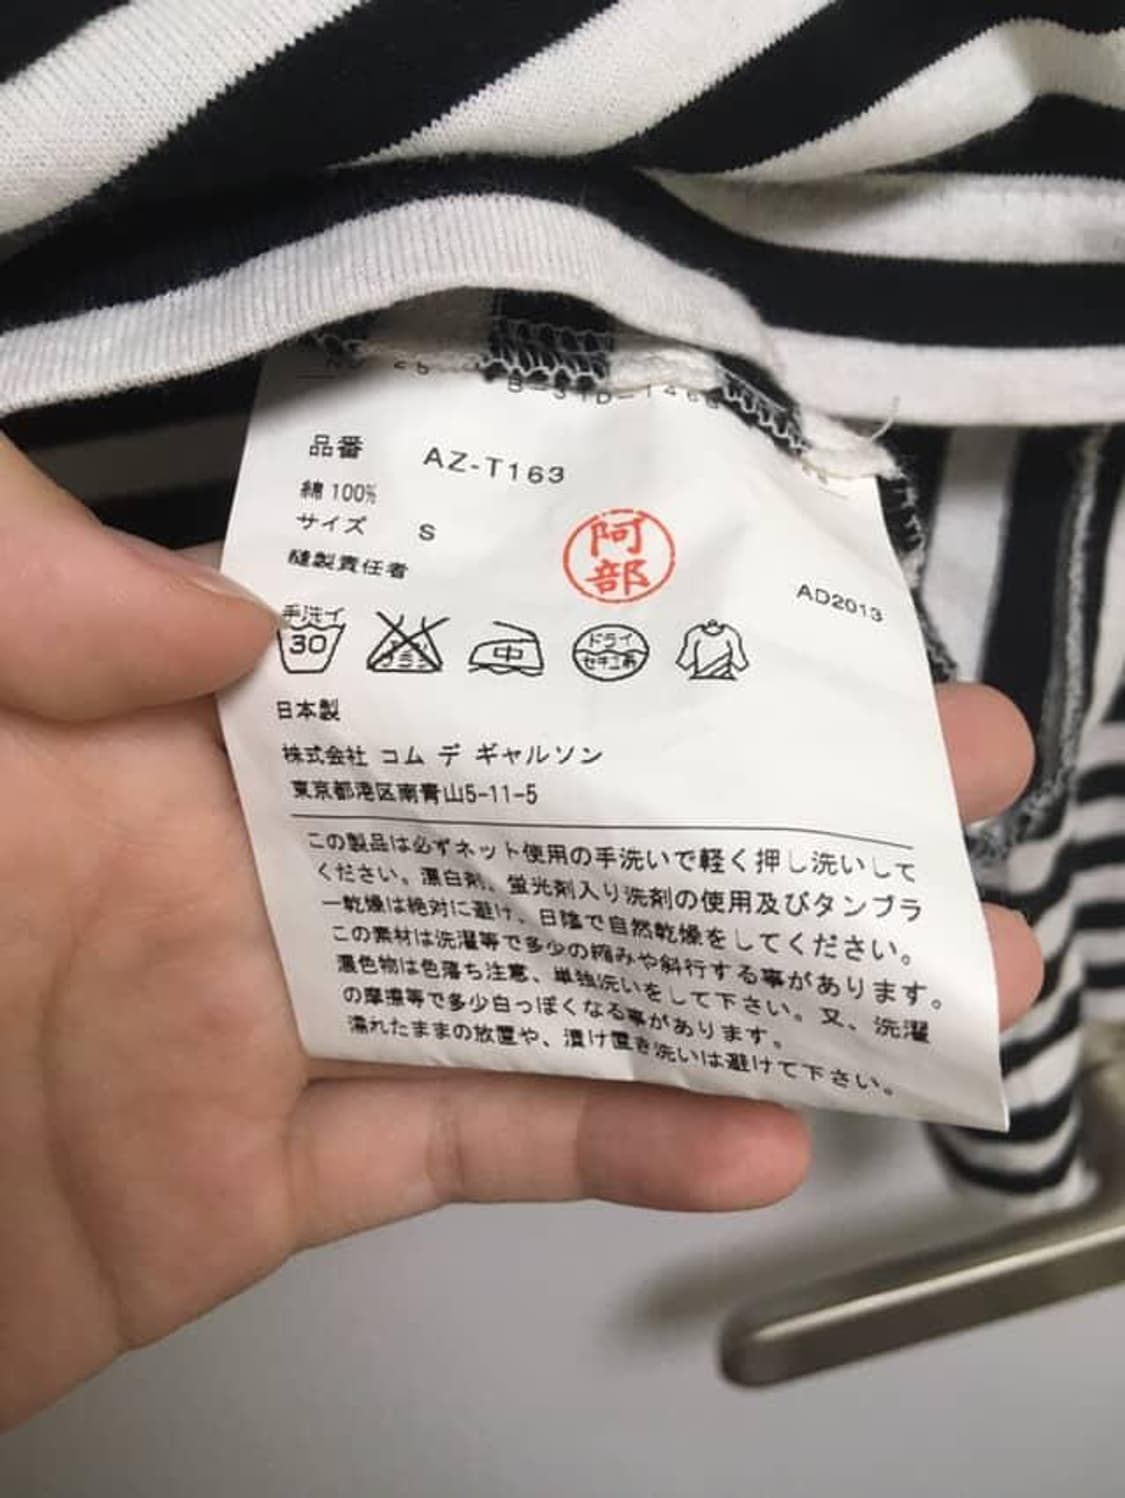 品番 AZ-T163
綿 100%
サイズ S
縫製責任者
阿部
AD2013
手洗イ
30
中
ドライ
セキユ系
日本製
株式会社 コム デ ギャルソン
東京都港区南青山5-11-5
この製品は必ずネット使用の手洗いで軽く押し洗いして
ください。漂白剤、蛍光剤入り洗剤の使用及びタンブラ
ー乾燥は絶対に避け、日陰で自然乾燥をしてください。
この素材は洗濯等で多少の縮みや斜行する事があります。
濃色物は色落ち注意、単独洗いをして下さい。又、洗濯
の摩擦等で多少白っぽくなる事があります。
濡れたままの放置や、漬け置き洗いは避けて下さい。